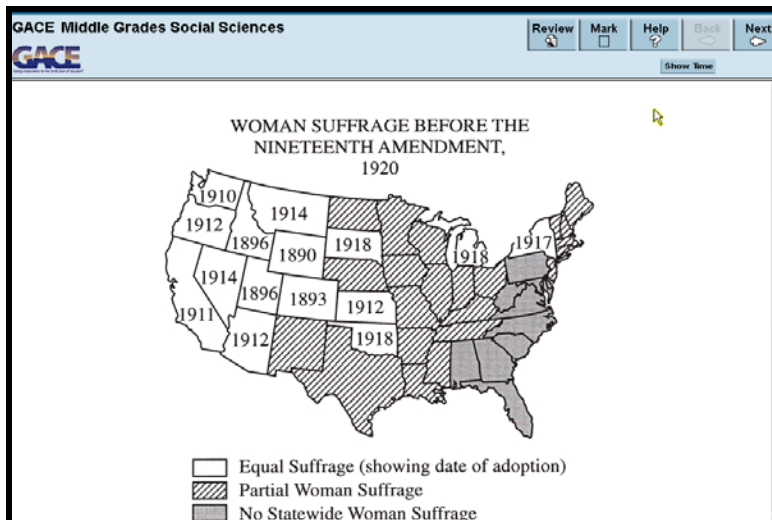 GACE Middle Grades Social Sciences
Review Mark Help Back Next
GACE
Show Time
WOMAN SUFFRAGE BEFORE THE
NINETEENTH AMENDMENT,
1920
1910
1912
1914
1896
1890
1918
1918
1917
1914
1896
1893
1912
1911
1912
1918
Equal Suffrage (showing date of adoption)
Partial Woman Suffrage
No Statewide Woman Suffrage